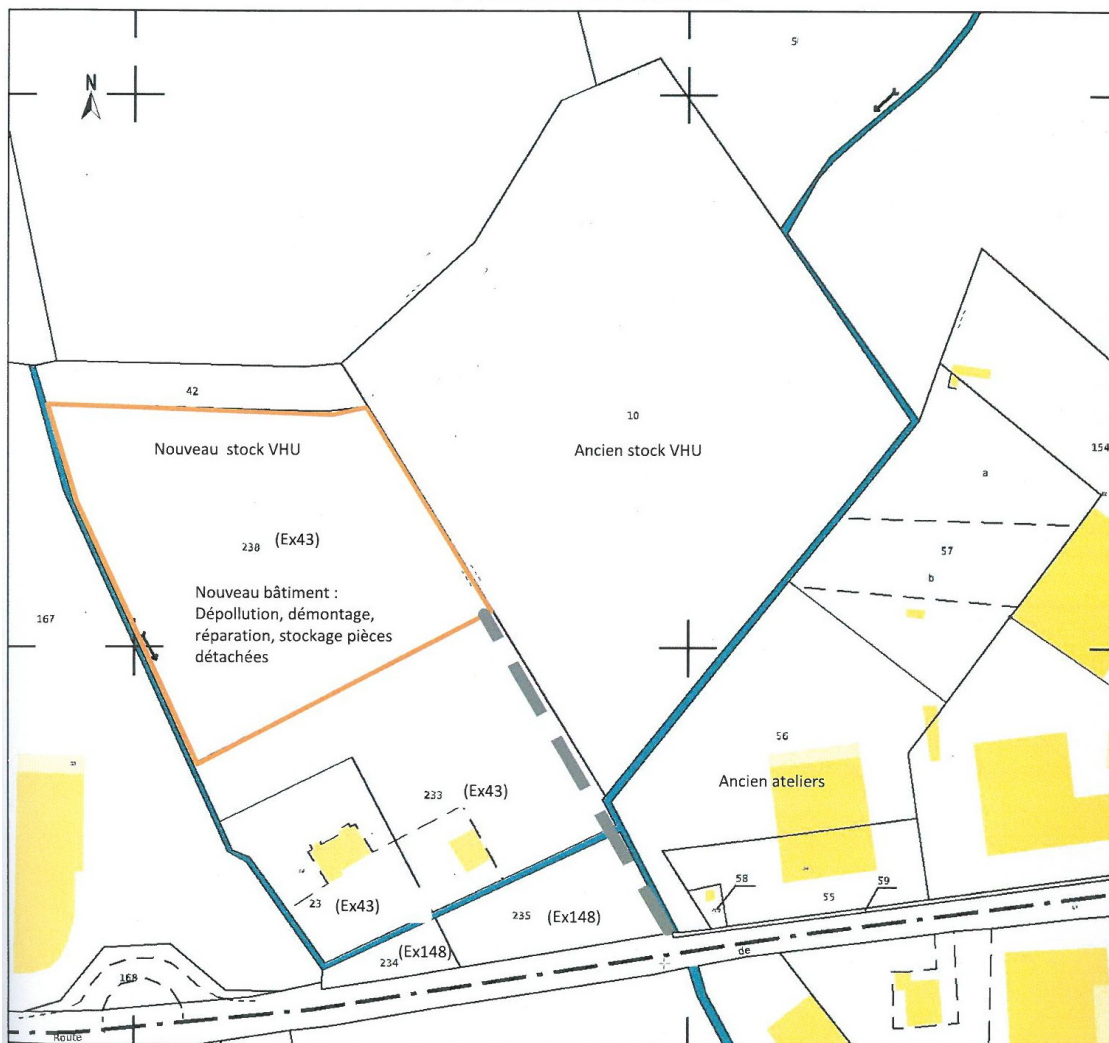 N
42
Nouveau stock VHU
10
Ancien stock VHU
154
a
57
b
238 (Ex43)
Nouveau bâtiment :
Dépollution, démontage,
réparation, stockage pièces
détachées
167
56
Ancien ateliers
233 (Ex43)
23 (Ex43)
235 (Ex148)
234 (Ex148)
58
59
55
de
168
Route